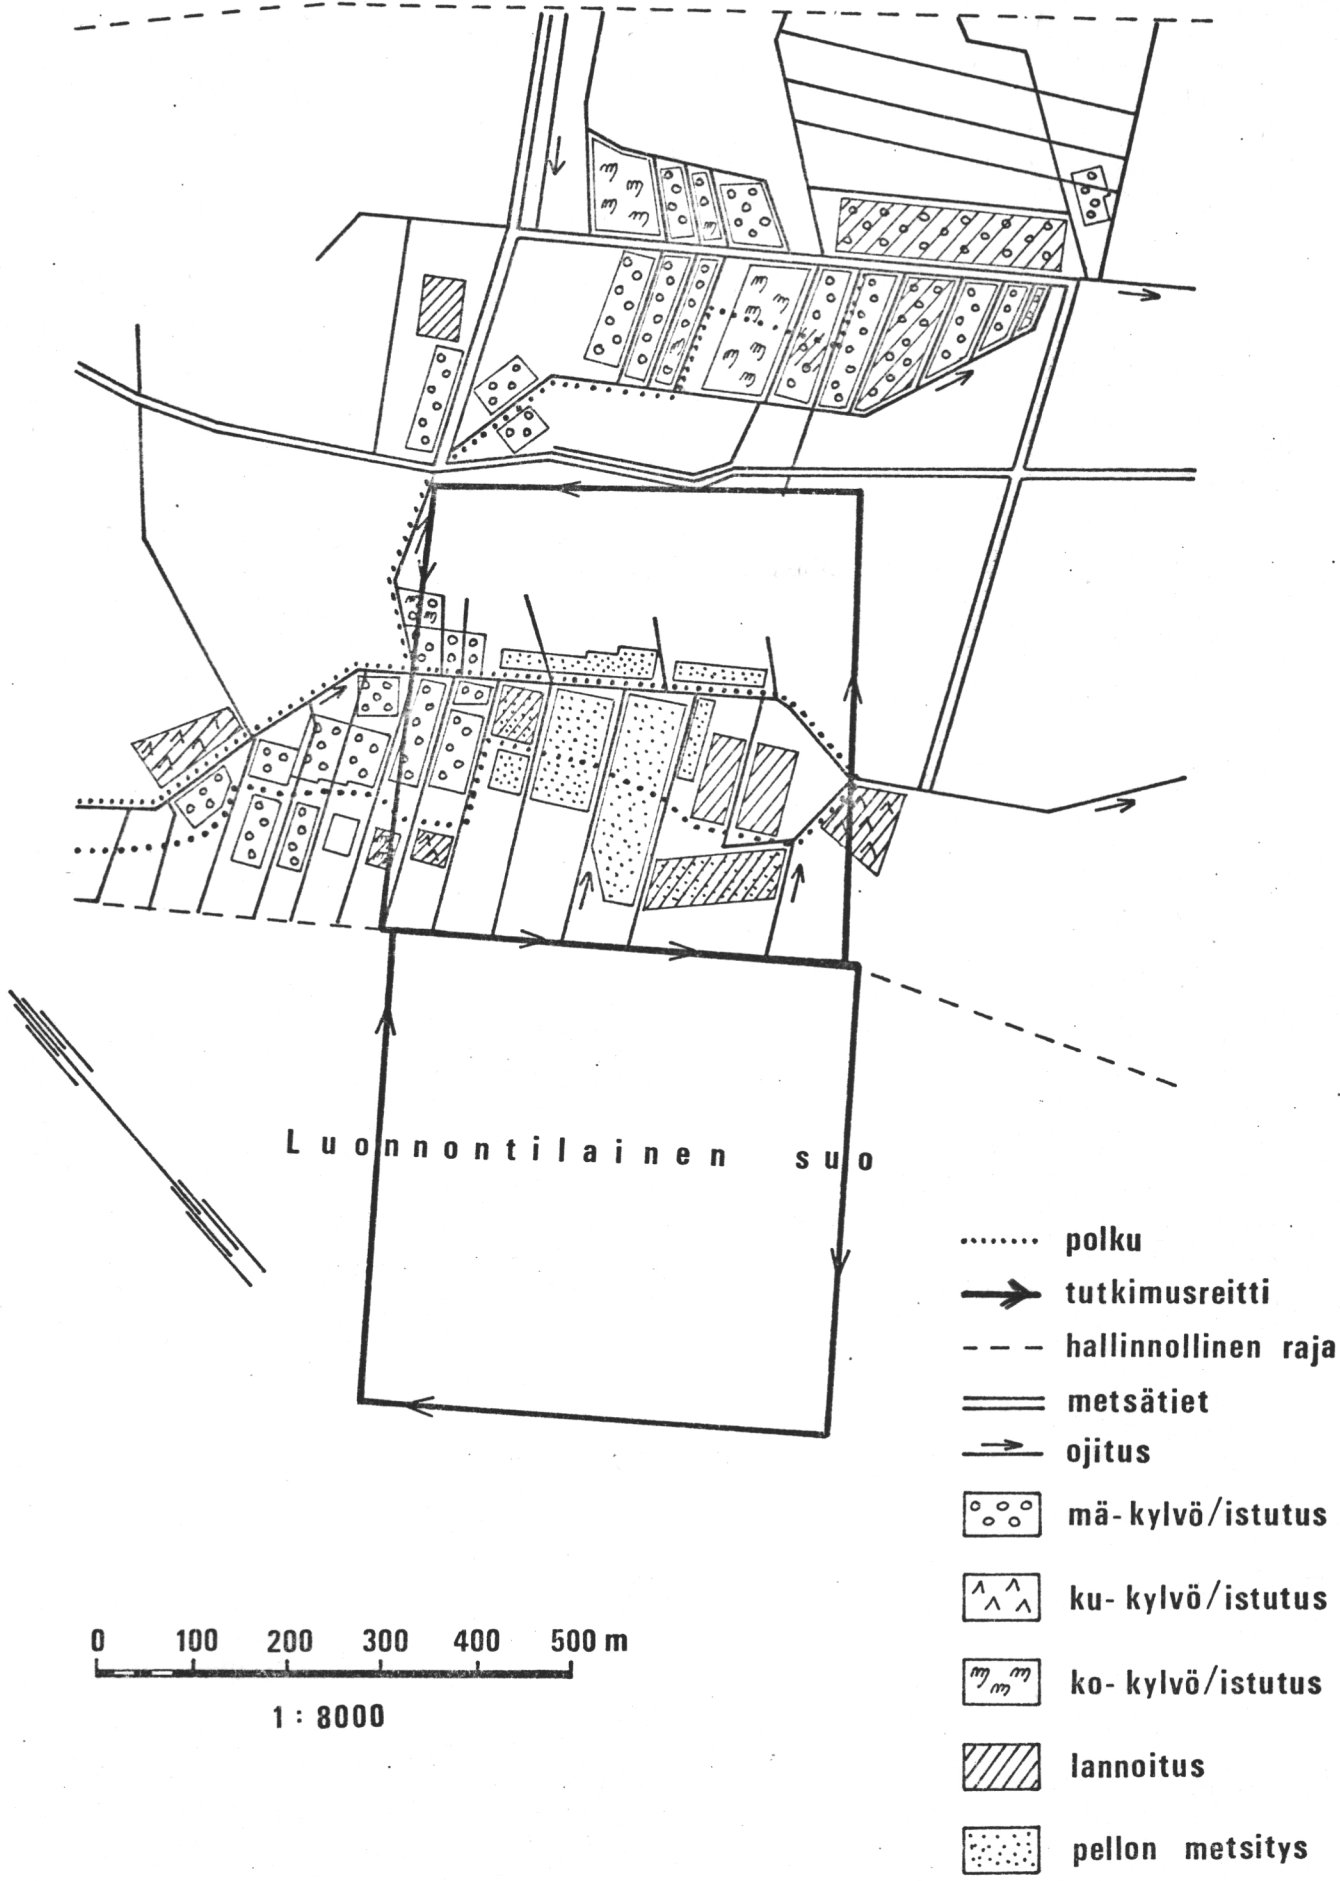 Luonnontilainen suo
polku
tutkimusreitti
hallinnollinen raja
metsätiet
ojitus
mä-kylvö/istutus
ku-kylvö/istutus
ko-kylvö/istutus
lannoitus
pellon metsitys
0 100 200 300 400 500 m
1 : 8000